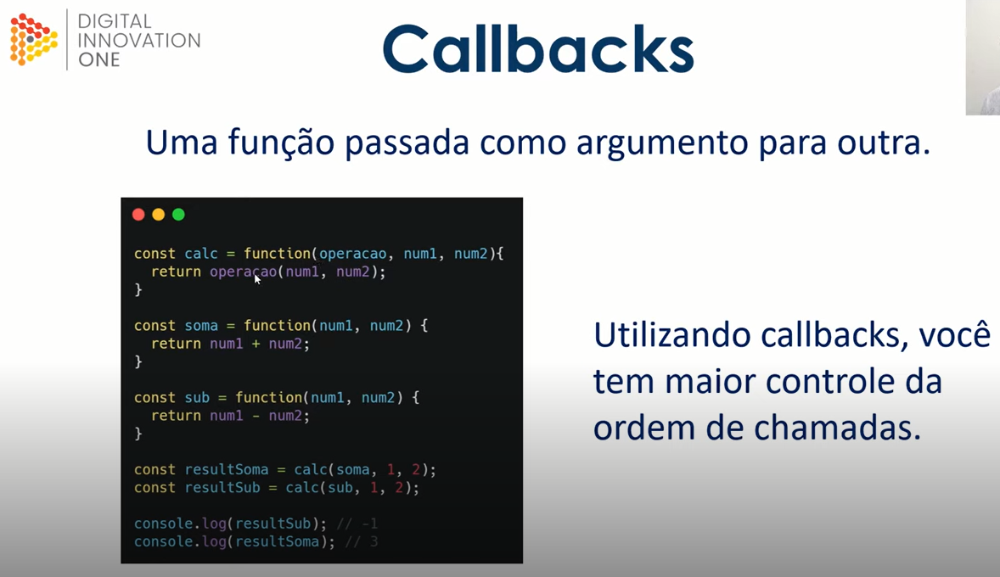 DIGITAL
INNOVATION
ONE
Callbacks
Uma função passada como argumento para outra.
const calc = function(operacao, num1, num2){
return operacao(num1, num2);
}
const soma = function(num1, num2) {
return num1 + num2;
}
const sub = function(num1, num2) {
return num1 - num2;
}
const resultSoma = calc(soma, 1, 2);
const resultSub = calc(sub, 1, 2);
console.log(resultSub); // -1
console.log(resultSoma); // 3
Utilizando callbacks, você
tem maior controle da
ordem de chamadas.